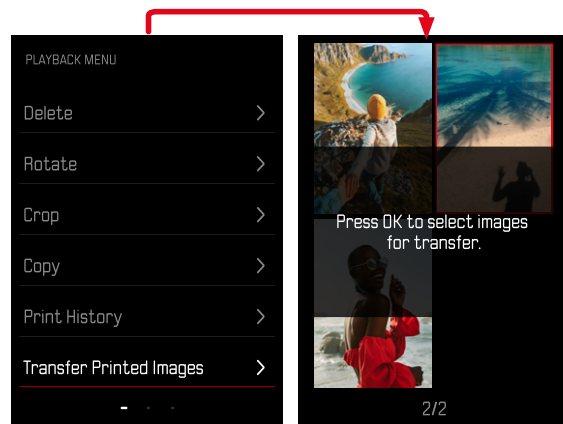 PLAYBACK MENU
Delete
Rotate
Crop
Copy
Print History
Transfer Printed Images
Press OK to select images
for transfer.
2/2